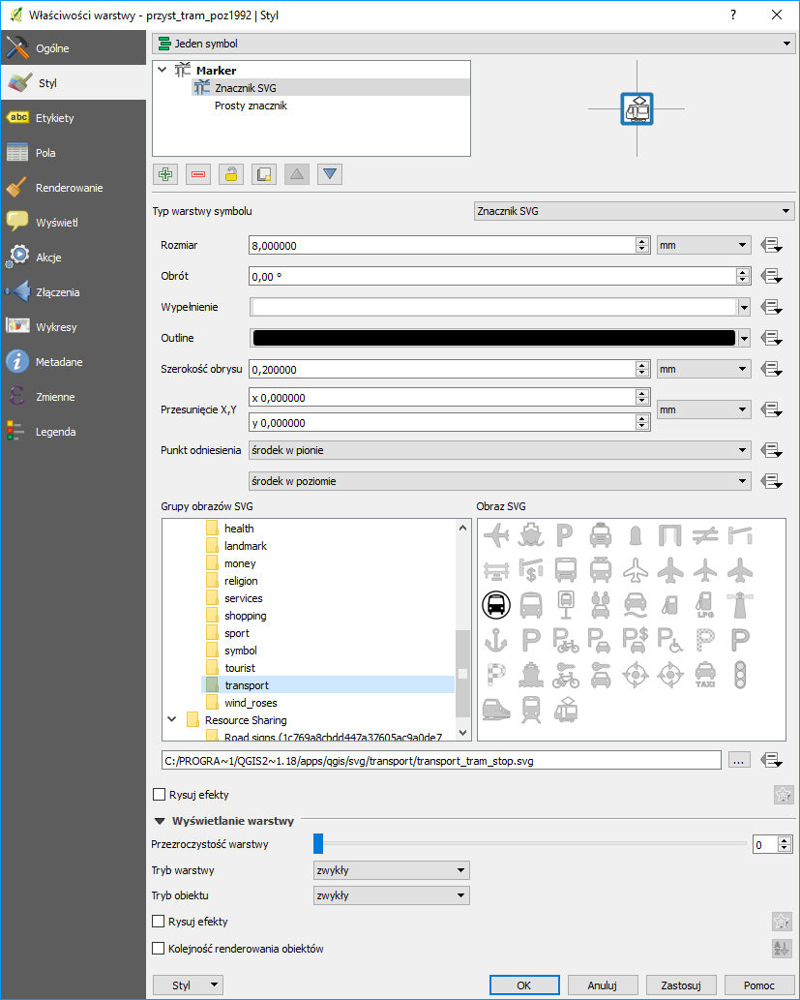 Właściwości warstwy - przyst_tram_poz1992 | Styl
?
Ogólne
Styl
abc Etykiety
Pola
Renderowanie
Wyświetl
Akcje
Złączenia
Wykresy
Metadane
Zmienne
Legenda
Jeden symbol
Marker
Znacznik SVG
Prosty znacznik
Typ warstwy symbolu Znacznik SVG
Rozmiar 8,000000 mm
Obrót 0,00 °
Wypełnienie
Outline
Szerokość obrysu 0,200000 mm
Przesunięcie X,Y x 0,000000 mm
y 0,000000
Punkt odniesienia środek w pionie
środek w poziomie
Grupy obrazów SVG Obraz SVG
health
landmark
money
religion
services
shopping
sport
symbol
tourist
transport
wind_roses
Resource Sharing
Road signs (1c769a8cbdd447a37605ac9a0de7
LPG
TAXI
C:/PROGRA~1/QGIS2~1.18/apps/qgis/svg/transport/transport_tram_stop.svg ...
Rysuj efekty
Wyświetlanie warstwy
Przezroczystość warstwy 0
Tryb warstwy zwykły
Tryb obiektu zwykły
Rysuj efekty
Kolejność renderowania obiektów
Styl OK Anuluj Zastosuj Pomoc